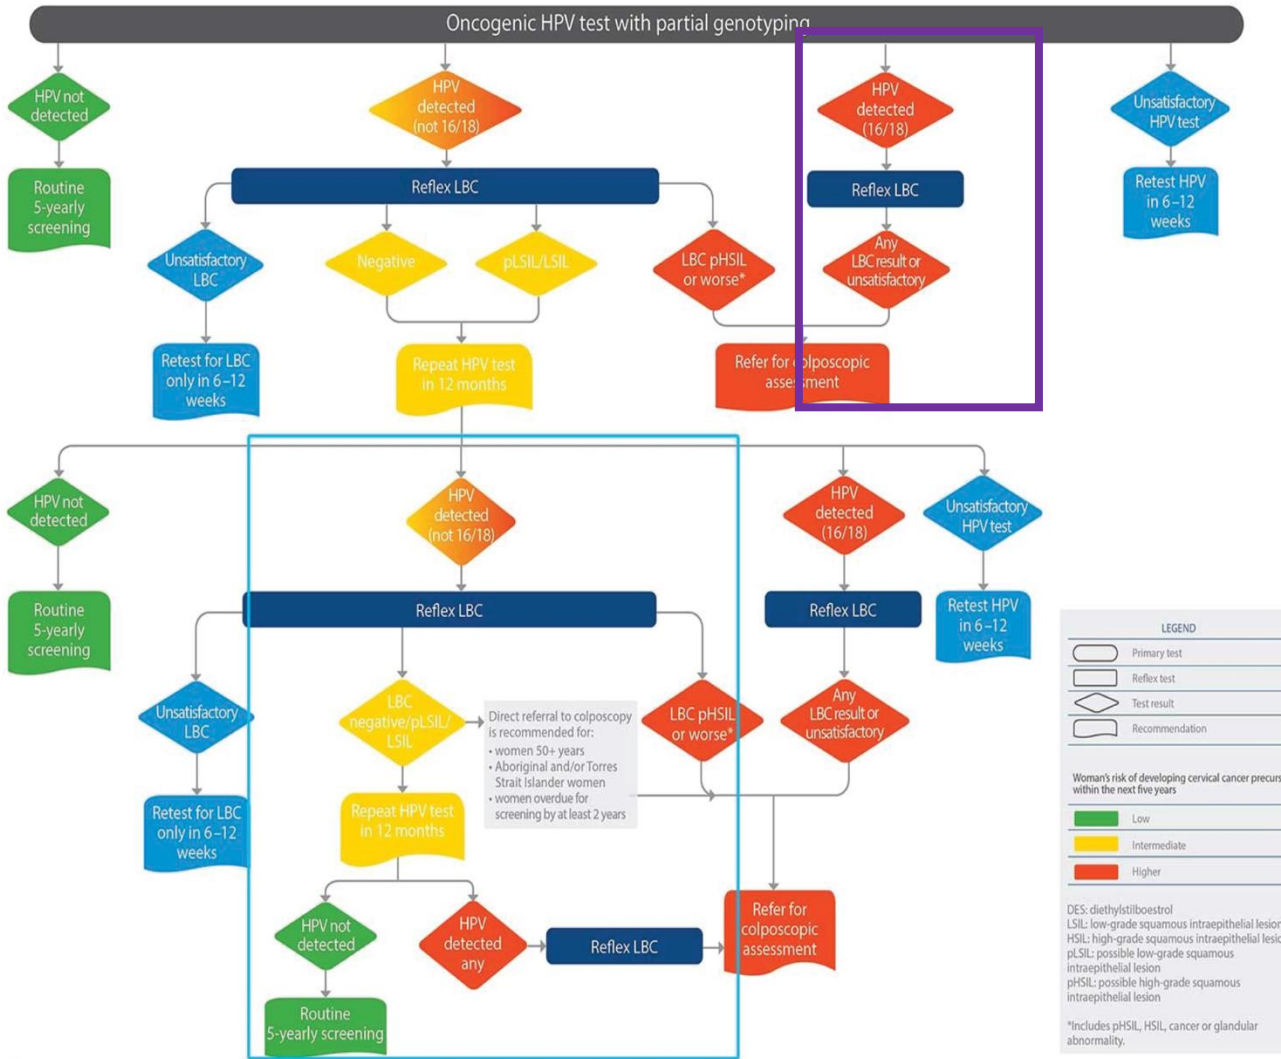 Oncogenic HPV test with partial genotyping
HPV not
detected
HPV
detected
(not 16/18)
HPV
detected
(16/18)
Unsatisfactory
HPV test
Routine
5-yearly
screening
Reflex LBC
Reflex LBC
Retest HPV
in 6–12
weeks
Unsatisfactory
LBC
Negative
pLSIL/LSIL
LBC pHSIL
or worse*
Any
LBC result or
unsatisfactory
Retest for LBC
only in 6–12
weeks
Repeat HPV test
in 12 months
Refer for colposcopic
assessment
HPV not
detected
HPV
detected
(not 16/18)
HPV
detected
(16/18)
Unsatisfactory
HPV test
Routine
5-yearly
screening
Reflex LBC
Reflex LBC
Retest HPV
in 6–12
weeks
Unsatisfactory
LBC
LBC
negative/pLSIL/
LSIL
Direct referral to colposcopy
is recommended for:
• women 50+ years
• Aboriginal and/or Torres
Strait Islander women
• women overdue for
screening by at least 2 years
LBC pHSIL
or worse*
Any
LBC result or
unsatisfactory
Retest for LBC
only in 6–12
weeks
Repeat HPV test
in 12 months
HPV not
detected
HPV
detected
any
Reflex LBC
Refer for
colposcopic
assessment
Routine
5-yearly screening
LEGEND
Primary test
Reflex test
Test result
Recommendation
Woman's risk of developing cervical cancer precurs
within the next five years
Low
Intermediate
Higher
DES: diethylstilboestrol
LSIL: low-grade squamous intraepithelial lesion
HSIL: high-grade squamous intraepithelial lesio
pLSIL: possible low-grade squamous
intraepithelial lesion
pHSIL: possible high-grade squamous
intraepithelial lesion
*Includes pHSIL, HSIL, cancer or glandular
abnormality.